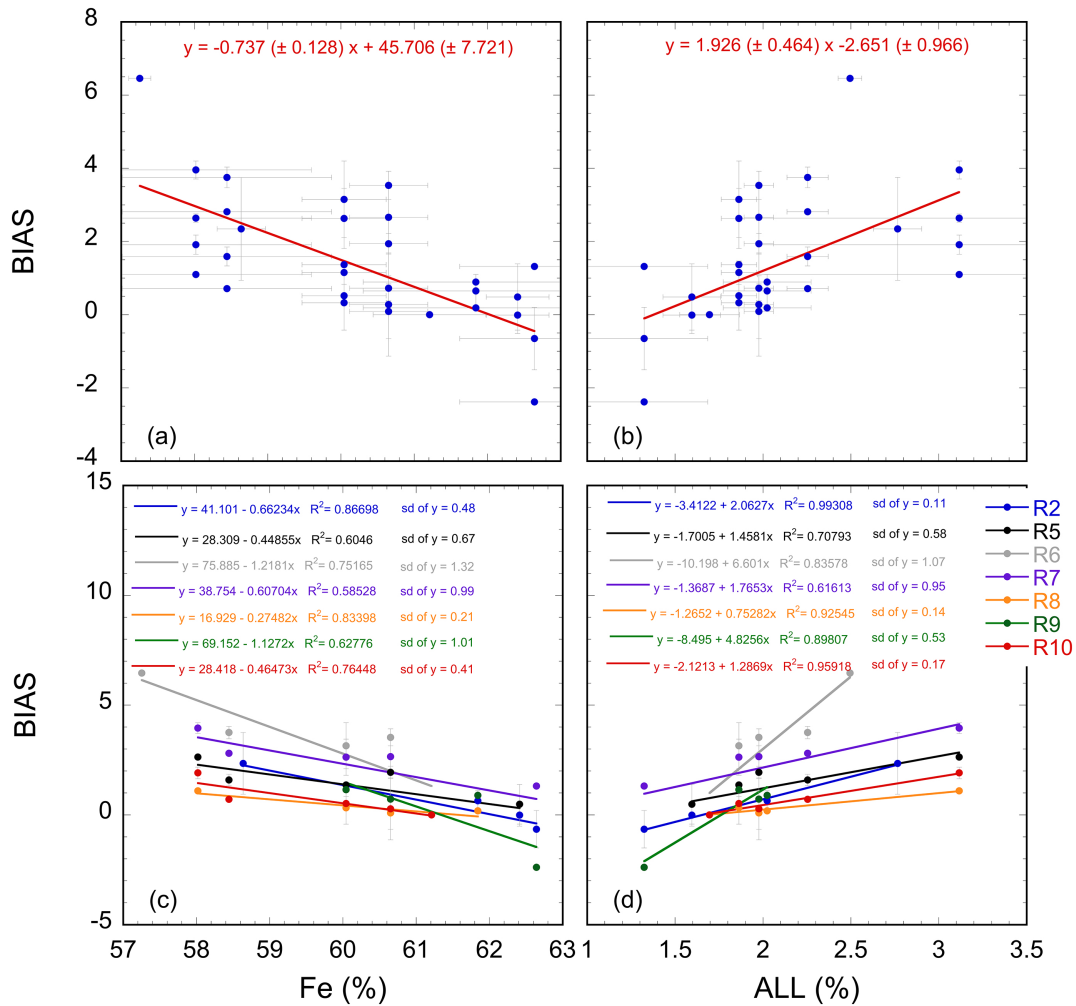 8
6
4
2
0
-2
-4
BIAS
y = -0.737 (± 0.128) x + 45.706 (± 7.721)
(a)
y = 1.926 (± 0.464) x -2.651 (± 0.966)
(b)
15
10
5
0
-5
BIAS
y = 41.101 - 0.66234x R²= 0.86698 sd of y = 0.48
y = 28.309 - 0.44855x R²= 0.6046 sd of y = 0.67
y = 75.885 - 1.2181x R²= 0.75165 sd of y = 1.32
y = 38.754 - 0.60704x R²= 0.58528 sd of y = 0.99
y = 16.929 - 0.27482x R²= 0.83398 sd of y = 0.21
y = 69.152 - 1.1272x R²= 0.62776 sd of y = 1.01
y = 28.418 - 0.46473x R²= 0.76448 sd of y = 0.41
(c)
57 58 59 60 61 62 63
Fe (%)
y = -3.4122 + 2.0627x R²= 0.99308 sd of y = 0.11
y = -1.7005 + 1.4581x R²= 0.70793 sd of y = 0.58
y = -10.198 + 6.601x R²= 0.83578 sd of y = 1.07
y = -1.3687 + 1.7653x R²= 0.61613 sd of y = 0.95
y = -1.2652 + 0.75282x R²= 0.92545 sd of y = 0.14
y = -8.495 + 4.8256x R²= 0.89807 sd of y = 0.53
y = -2.1213 + 1.2869x R²= 0.95918 sd of y = 0.17
(d)
1 1.5 2 2.5 3 3.5
ALL (%)
R2
R5
R6
R7
R8
R9
R10